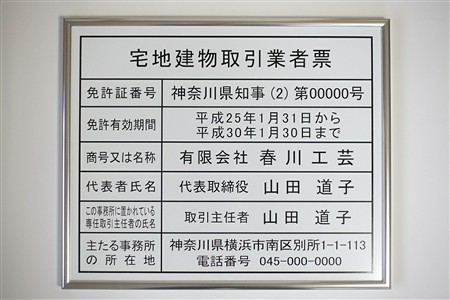 宅地建物取引業者票
免許証番号 神奈川県知事(2)第00000号
免許有効期間 平成25年1月31日から
平成30年1月30日まで
商号又は名称 有限会社 春川工芸
代表者氏名 代表取締役 山田 道子
この事務所に置かれている
専任取引主任者の氏名 取引主任者 山田 道子
主たる事務所
の所在地 神奈川県横浜市南区別所1-1-113
電話番号 045-000-0000